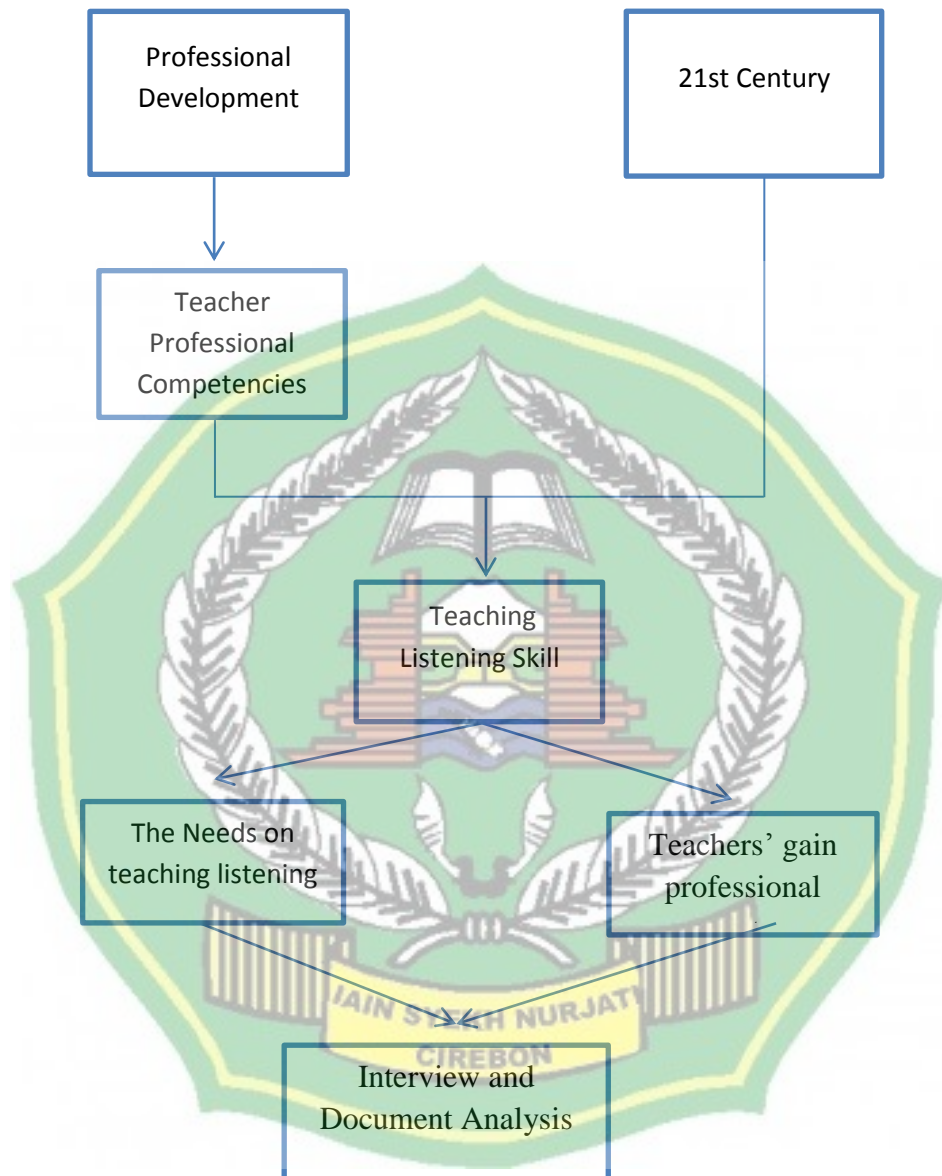 Professional
Development
21st Century
Teacher
Professional
Competencies
Teaching
Listening Skill
The Needs on
teaching listening
Teachers’ gain
professional
IAIN SYEKH NURJATI
CIREBON
Interview and
Document Analysis